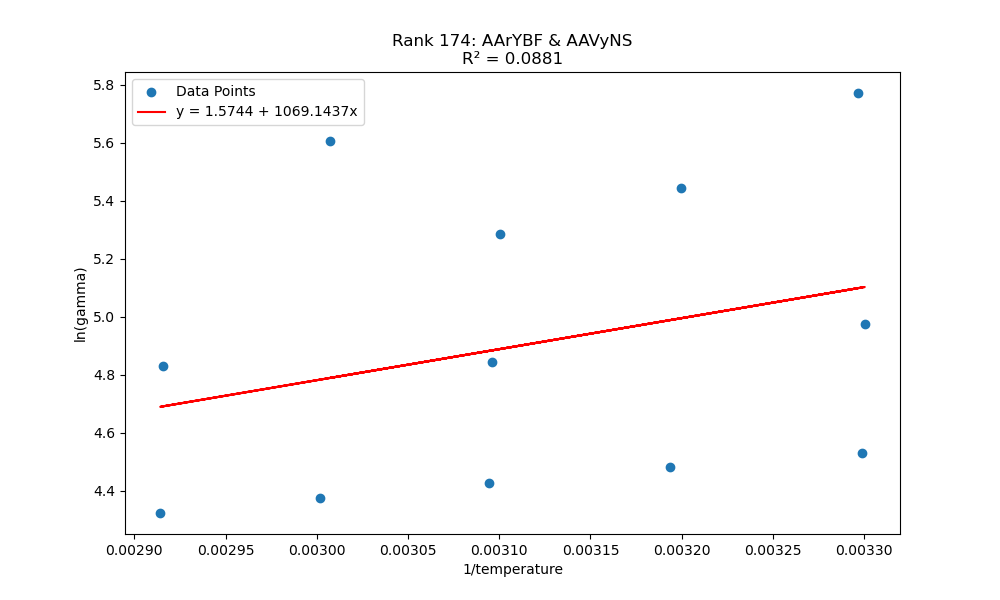 Rank 174: AArYBF & AAVyNS
R² = 0.0881
Data Points
y = 1.5744 + 1069.1437x
5.8
5.6
5.4
5.2
5.0
4.8
4.6
4.4
ln(gamma)
0.00290 0.00295 0.00300 0.00305 0.00310 0.00315 0.00320 0.00325 0.00330
1/temperature